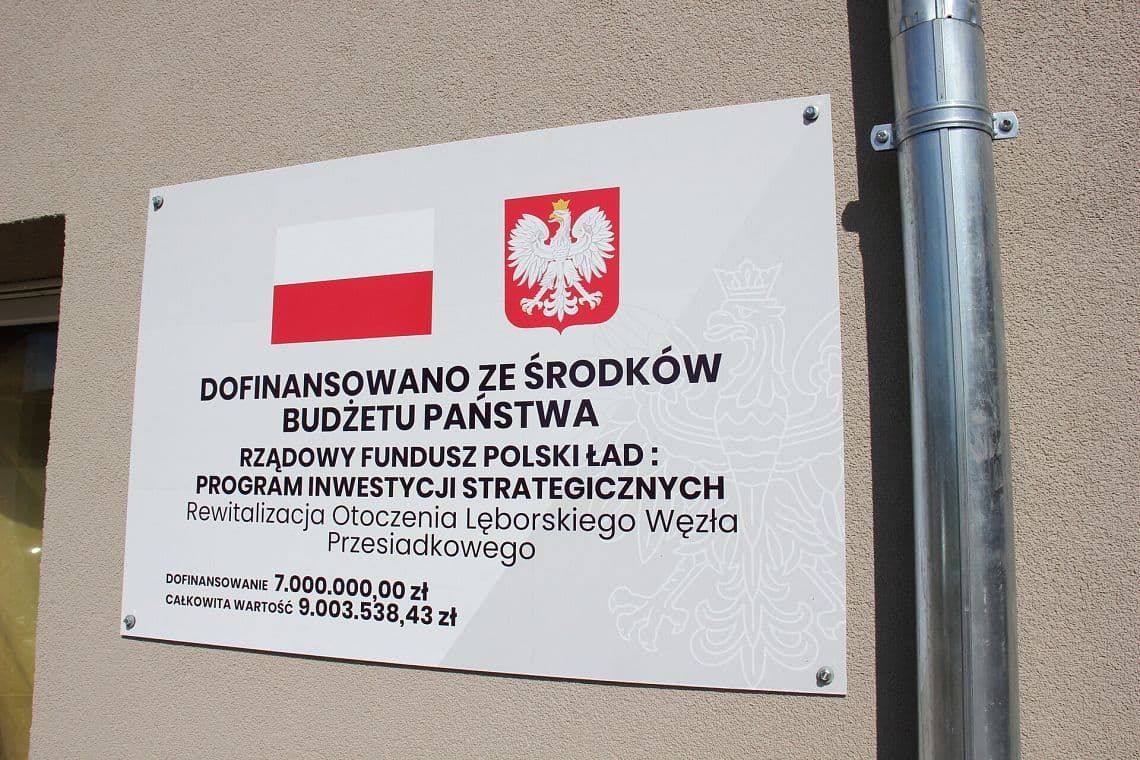 DOFINANSOWANO ZE ŚRODKÓW
BUDŻETU PAŃSTWA
RZĄDOWY FUNDUSZ POLSKI ŁAD :
PROGRAM INWESTYCJI STRATEGICZNYCH
Rewitalizacja Otoczenia Lęborskiego Węzła
Przesiadkowego
DOFINANSOWANIE 7.000.000,00 zł
CAŁKOWITA WARTOŚĆ 9.003.538,43 zł